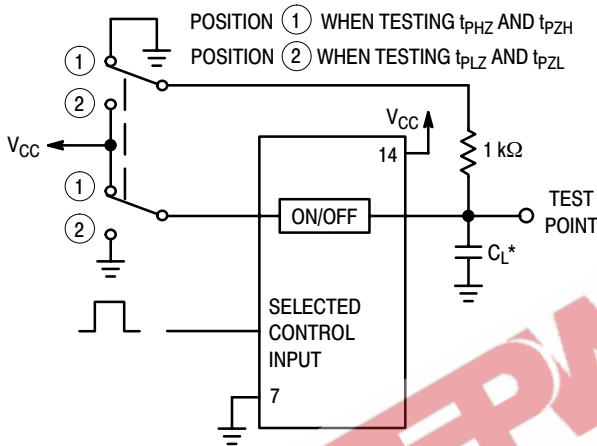 POSITION 1 WHEN TESTING tPHZ AND tPZH
POSITION 2 WHEN TESTING tPLZ AND tPZL
1
2
VCC
1
2
VCC
14
1 kΩ
ON/OFF
TEST
POINT
CL*
SELECTED
CONTROL
INPUT
7